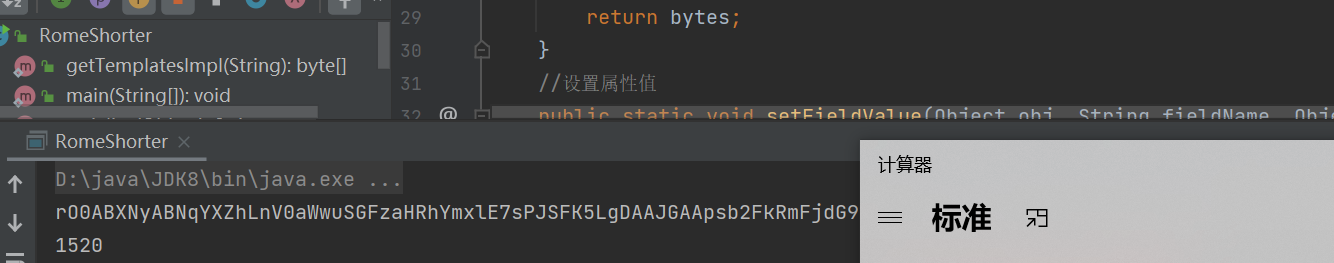 RomeShorter
getTemplatesImpl(String): byte[]
main(String[]): void
29 return bytes;
30 }
31 //设置属性值
32 @ public static void setFieldValue(Object obj, String fieldName, Obje
RomeShorter
D:\java\JDK8\bin\java.exe ...
rO0ABXNyABNqYXZhLnV0aWwuSGFzaHRhYmxlE7sPJSFK5LgDAAJGAApsb2FkRmFjdG9
1520
计算器
标准